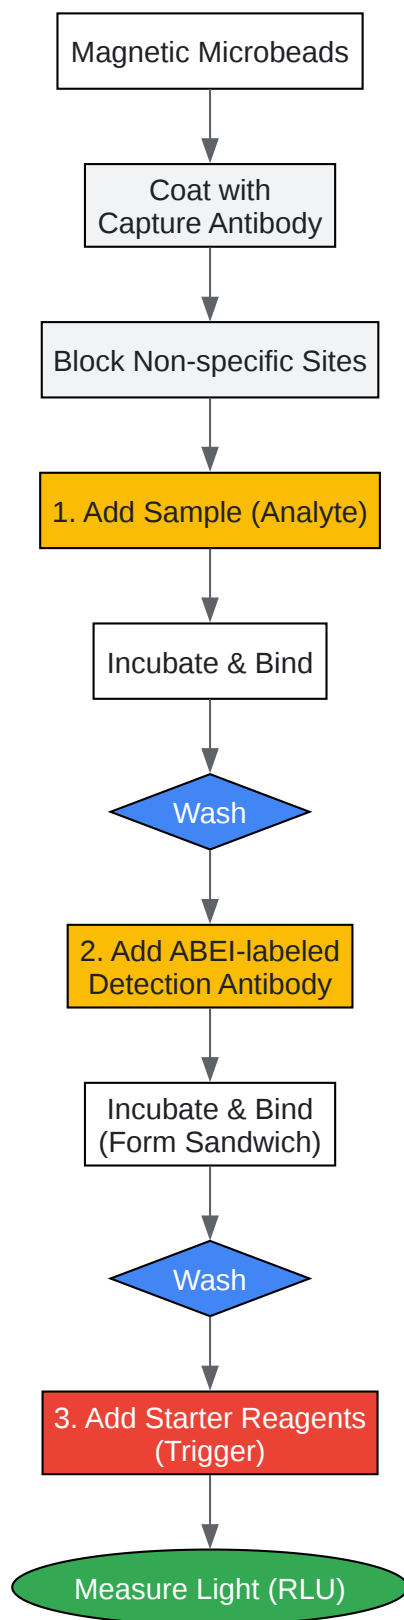 Magnetic Microbeads
Coat with
Capture Antibody
Block Non-specific Sites
1. Add Sample (Analyte)
Incubate & Bind
Wash
2. Add ABEI-labeled
Detection Antibody
Incubate & Bind
(Form Sandwich)
Wash
3. Add Starter Reagents
(Trigger)
Measure Light (RLU)